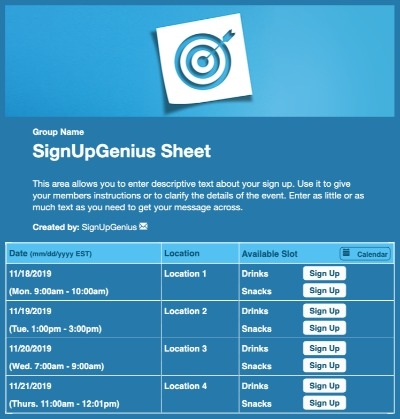 Group Name
SignUpGenius Sheet
This area allows you to enter descriptive text about your sign up. Use it to give
your members instructions or to clarify the details of the event. Enter as little or as
much text as you need to get your message across.
Created by: SignUpGenius
Date (mm/dd/yyyy EST) Location Available Slot Calendar
11/18/2019 Location 1 Drinks Sign Up
(Mon. 9:00am - 10:00am) Snacks Sign Up
11/19/2019 Location 2 Drinks Sign Up
(Tue. 1:00pm - 3:00pm) Snacks Sign Up
11/20/2019 Location 3 Drinks Sign Up
(Wed. 7:00am - 9:00am) Snacks Sign Up
11/21/2019 Location 4 Drinks Sign Up
(Thurs. 11:00am - 12:01pm) Snacks Sign Up